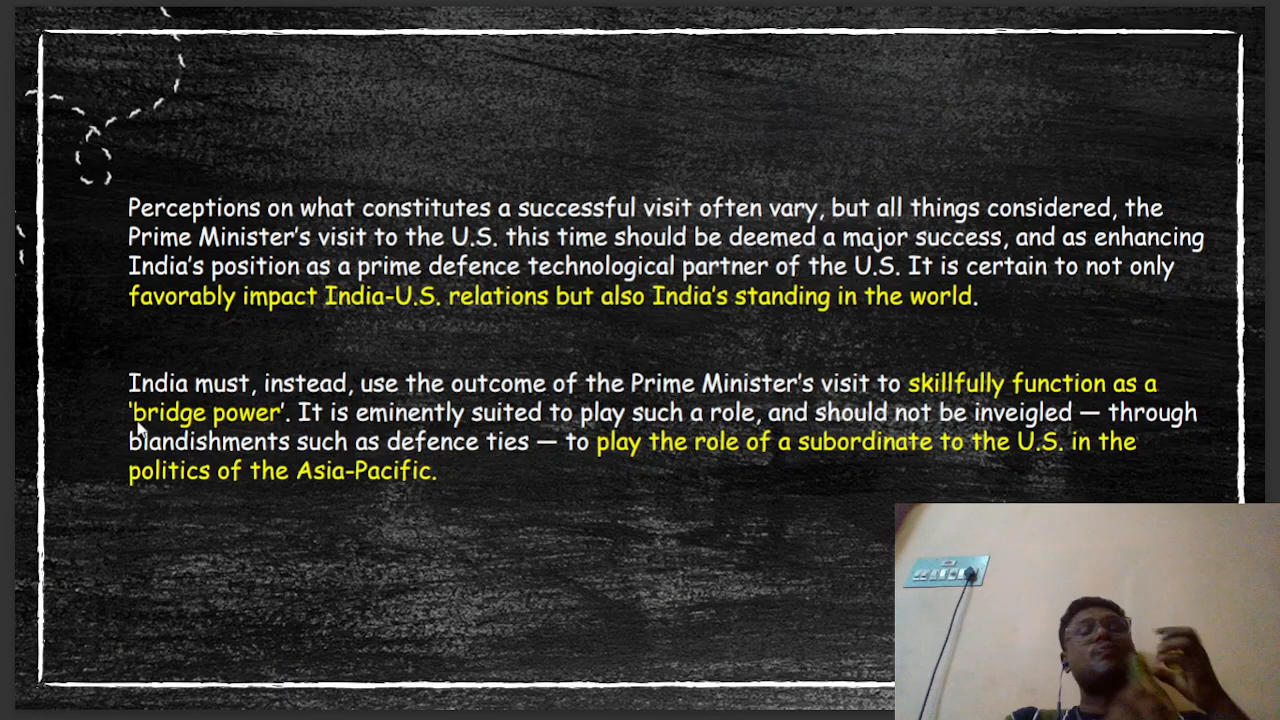 Perceptions on what constitutes a successful visit often vary, but all things considered, the
Prime Minister's visit to the U.S. this time should be deemed a major success, and as enhancing
India's position as a prime defence technological partner of the U.S. It is certain to not only
favorably impact India-U.S. relations but also India's standing in the world.
India must, instead, use the outcome of the Prime Minister's visit to skillfully function as a
'bridge power'. It is eminently suited to play such a role, and should not be inveigled — through
blandishments such as defence ties — to play the role of a subordinate to the U.S. in the
politics of the Asia-Pacific.